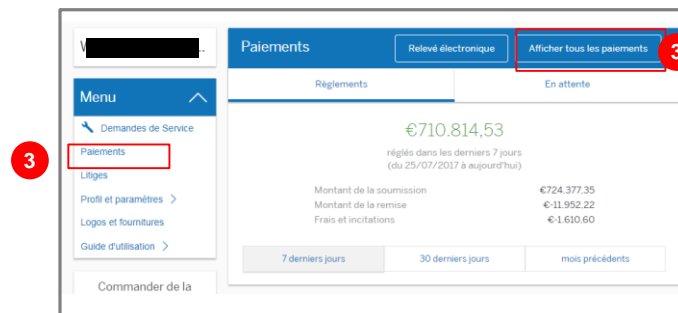 Paiements
Relevé électronique
Afficher tous les paiements
3
Menu
Règlements
En attente
Demandes de Service
3
Paiements
Litiges
Profil et paramètres
Logos et fournitures
Guide d'utilisation
Commander de la
€710.814,53
réglés dans les derniers 7 jours
(du 25/07/2017 à aujourd'hui)
Montant de la soumission €724.377,35
Montant de la remise €-11.952,22
Frais et incitations €-1.610,60
7 derniers jours
30 derniers jours
mois précédents